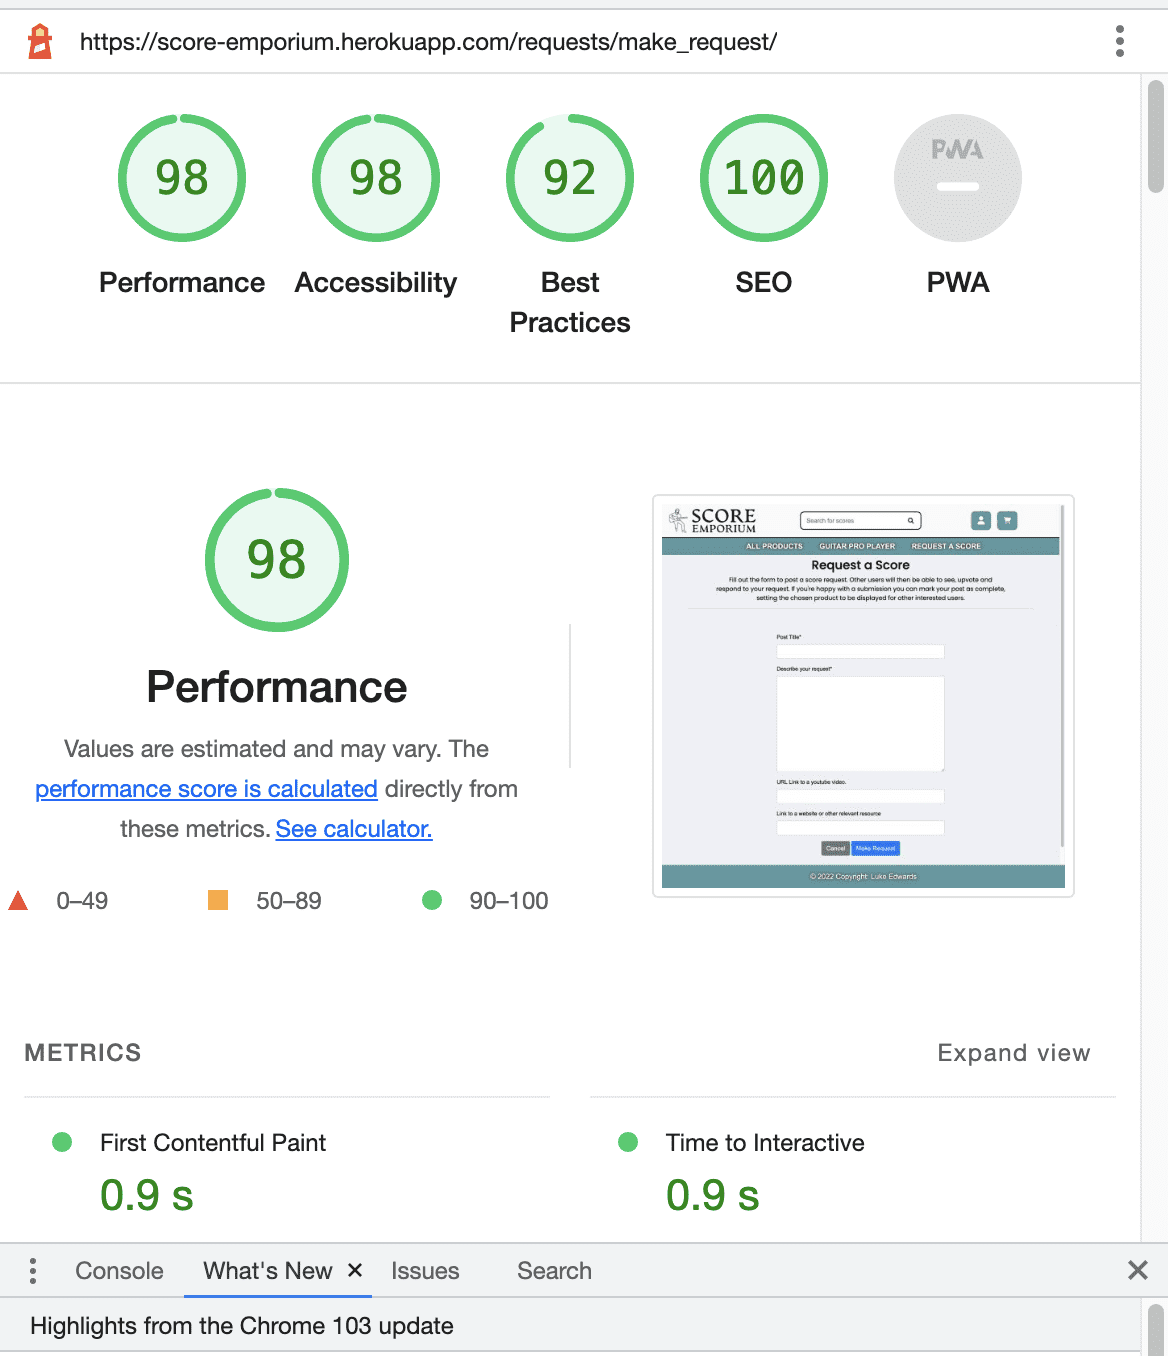 https://score-emporium.herokuapp.com/requests/make_request/
98
98
92
100
PWA
Performance
Accessibility
Best
Practices
SEO
PWA
98
Performance
Values are estimated and may vary. The
performance score is calculated directly from
these metrics. See calculator.
0–49
50–89
90–100
SCORE
EMPORIUM
Search for scores
ALL PRODUCTS
GUITAR PRO PLAYER
REQUEST A SCORE
Request a Score
Fill out the form to post a score request. Other users will then be able to see, upvote and
respond to your request. If you're happy with a submission you can mark your post as complete,
setting the chosen product to be displayed for other interested users.
Post Title*
Describe your request*
URL Link to a youtube video.
Link to a website or other relevant resource
Cancel
Make Request
© 2022 Copyright: Luke Edwards
METRICS
Expand view
First Contentful Paint
0.9 s
Time to Interactive
0.9 s
Console
What's New
Issues
Search
Highlights from the Chrome 103 update